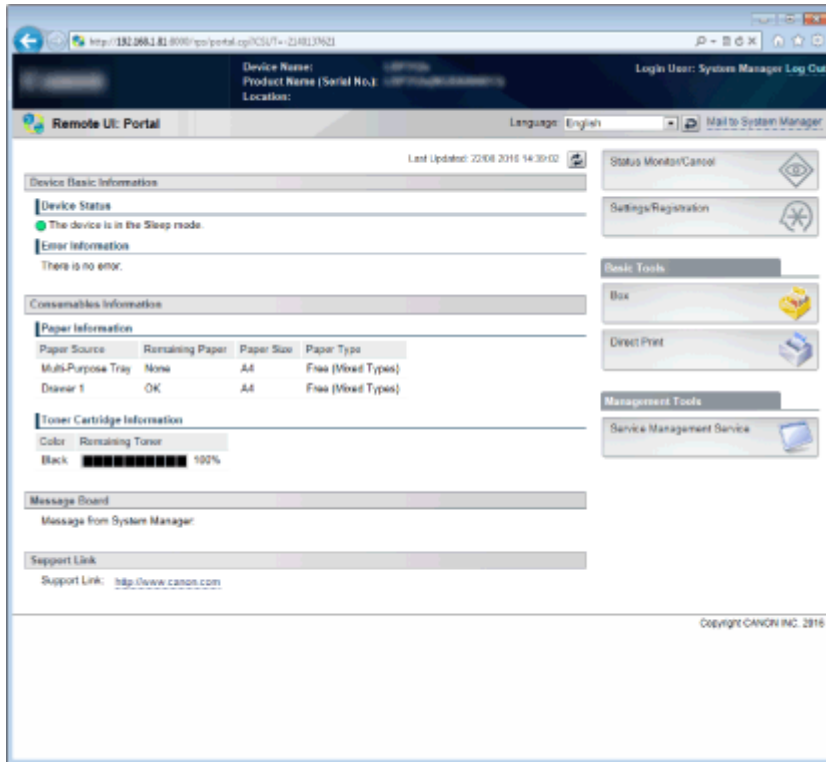 Device Name:
Product Name (Serial No.):
Location:
Login User: System Manager Log Out
Remote UI: Portal
Language: English
Mail to System Manager
Last Updated: 22/08 2016 14:39:02
Device Basic Information
Device Status
The device is in the Sleep mode.
Error Information
There is no error.
Consumables Information
Paper Information
Paper Source Remaining Paper Paper Size Paper Type
Multi-Purpose Tray None A4 Free (Mixed Types)
Drawer 1 OK A4 Free (Mixed Types)
Toner Cartridge Information
Color Remaining Toner
Black 100%
Message Board
Message from System Manager:
Support Link
Support Link: http://www.canon.com
Status Monitor/Cancel
Settings/Registration
Basic Tools
Box
Direct Print
Management Tools
Service Management Service
Copyright CANON INC. 2016